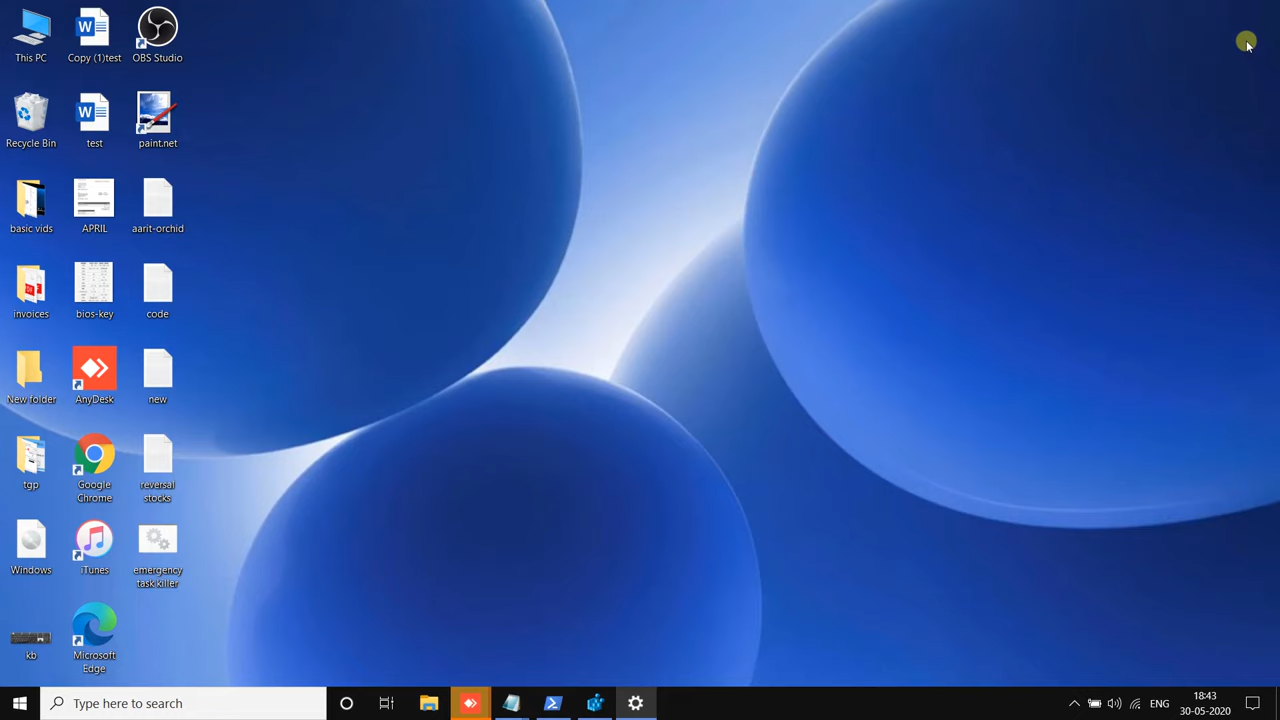 This PC
Copy (1)test
OBS Studio
Recycle Bin
test
paint.net
basic vids
APRIL
aarit-orchid
invoices
bios-key
code
New folder
AnyDesk
new
tgp
Google
Chrome
reversal
stocks
Windows
iTunes
emergency
task killer
kb
Microsoft
Edge
Type here to search
ENG
18:43
30-05-2020